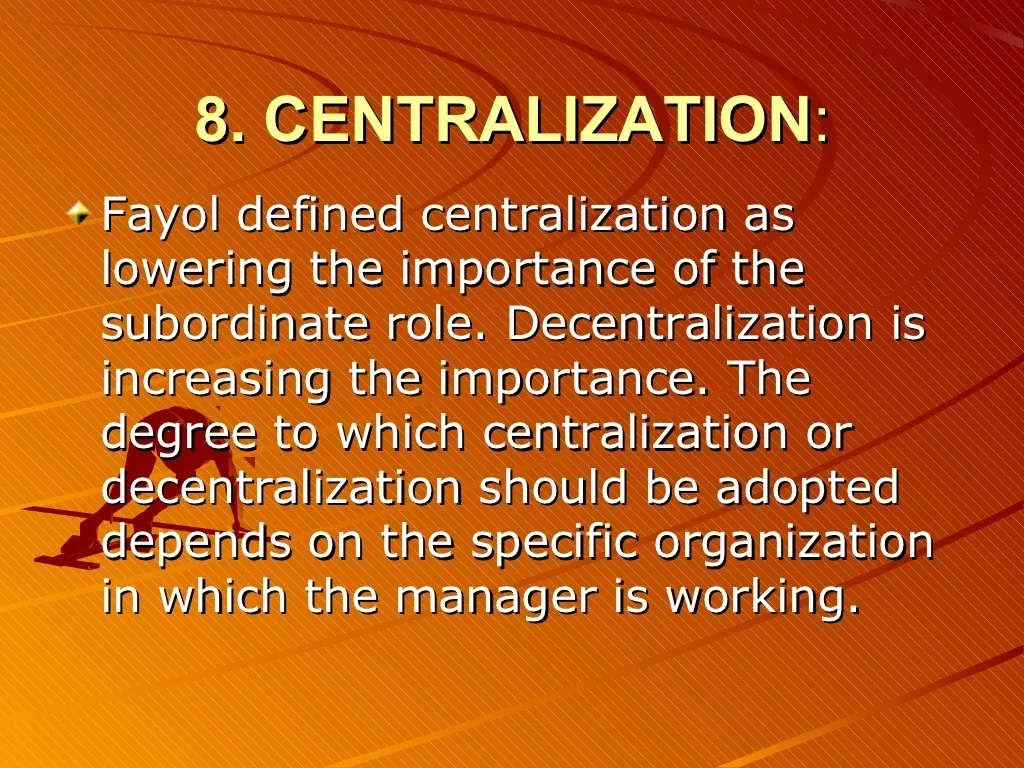 8. CENTRALIZATION:
Fayol defined centralization as
lowering the importance of the
subordinate role. Decentralization is
increasing the importance. The
degree to which centralization or
decentralization should be adopted
depends on the specific organization
in which the manager is working.